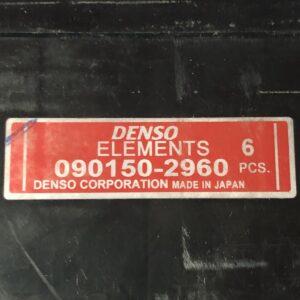 DENSO
ELEMENTS 6
090150-2960 PCS.
DENSO CORPORATION MADE IN JAPAN